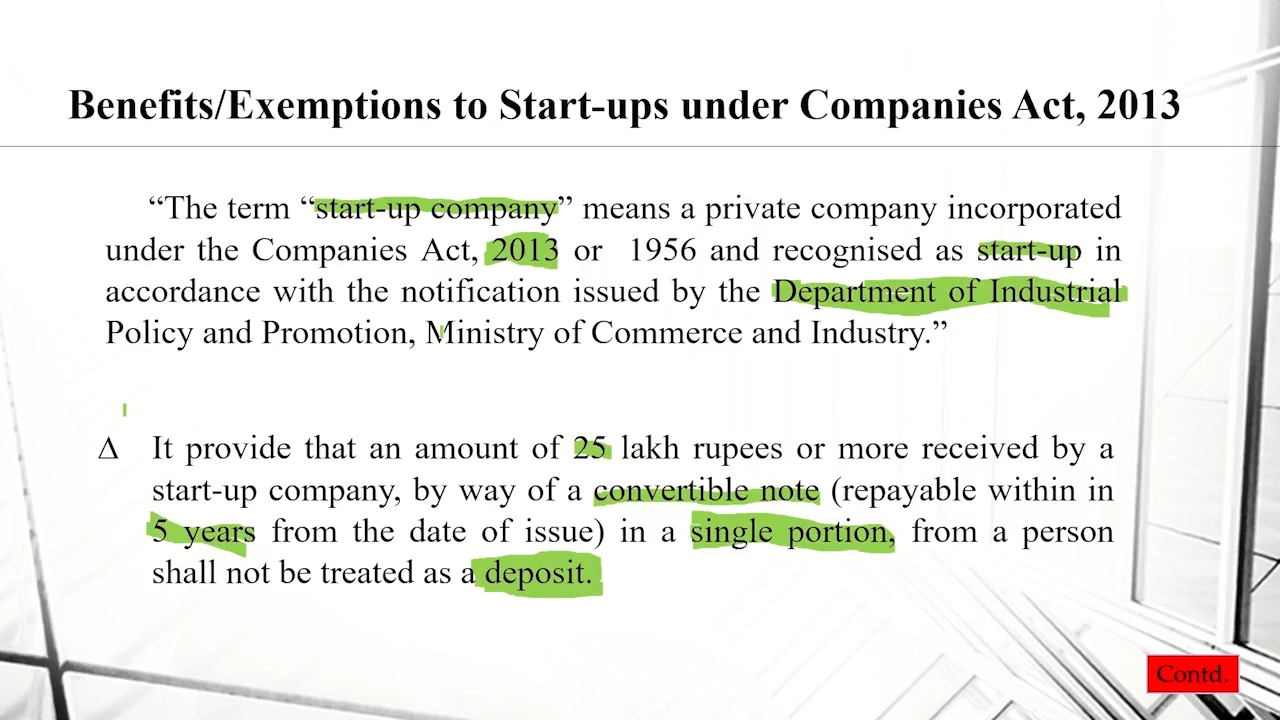 Benefits/Exemptions to Start-ups under Companies Act, 2013
“The term “start-up company” means a private company incorporated
under the Companies Act, 2013 or 1956 and recognised as start-up in
accordance with the notification issued by the Department of Industrial
Policy and Promotion, Ministry of Commerce and Industry.”
Δ It provide that an amount of 25 lakh rupees or more received by a
start-up company, by way of a convertible note (repayable within in
5 years from the date of issue) in a single portion, from a person
shall not be treated as a deposit.
Contd.